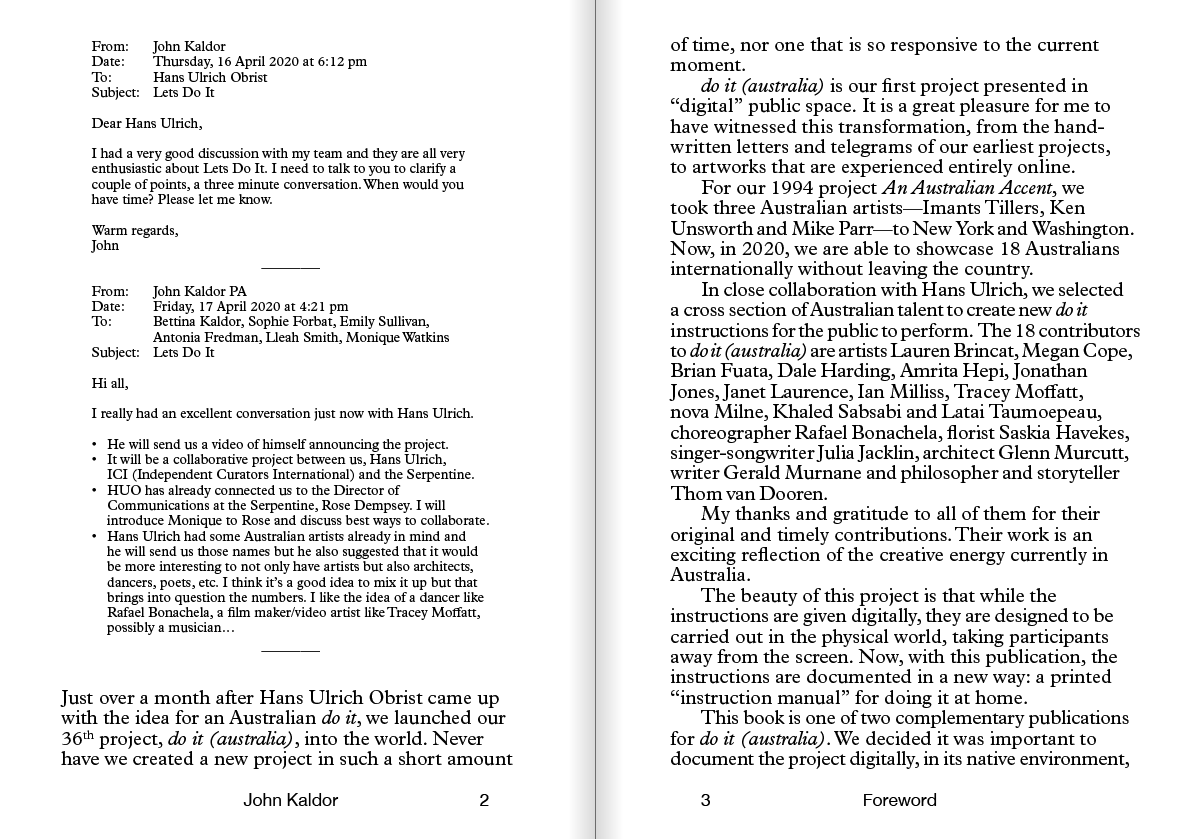 From: John Kaldor
Date: Thursday, 16 April 2020 at 6:12 pm
To: Hans Ulrich Obrist
Subject: Lets Do It
Dear Hans Ulrich,
I had a very good discussion with my team and they are all very
enthusiastic about Lets Do It. I need to talk to you to clarify a
couple of points, a three minute conversation. When would you
have time? Please let me know.
Warm regards,
John
From: John Kaldor PA
Date: Friday, 17 April 2020 at 4:21 pm
To: Bettina Kaldor, Sophie Forbat, Emily Sullivan,
Antonia Fredman, Lleah Smith, Monique Watkins
Subject: Lets Do It
Hi all,
I really had an excellent conversation just now with Hans Ulrich.
• He will send us a video of himself announcing the project.
• It will be a collaborative project between us, Hans Ulrich,
ICI (Independent Curators International) and the Serpentine.
• HUO has already connected us to the Director of
Communications at the Serpentine, Rose Dempsey. I will
introduce Monique to Rose and discuss best ways to collaborate.
• Hans Ulrich had some Australian artists already in mind and
he will send us those names but he also suggested that it would
be more interesting to not only have artists but also architects,
dancers, poets, etc. I think it's a good idea to mix it up but that
brings into question the numbers. I like the idea of a dancer like
Rafael Bonachela, a film maker/video artist like Tracey Moffatt,
possibly a musician…
Just over a month after Hans Ulrich Obrist came up
with the idea for an Australian do it, we launched our
36th project, do it (australia), into the world. Never
have we created a new project in such a short amount
John Kaldor 2
of time, nor one that is so responsive to the current
moment.
do it (australia) is our first project presented in
“digital” public space. It is a great pleasure for me to
have witnessed this transformation, from the hand-
written letters and telegrams of our earliest projects,
to artworks that are experienced entirely online.
For our 1994 project An Australian Accent, we
took three Australian artists—Imants Tillers, Ken
Unsworth and Mike Parr—to New York and Washington.
Now, in 2020, we are able to showcase 18 Australians
internationally without leaving the country.
In close collaboration with Hans Ulrich, we selected
a cross section of Australian talent to create new do it
instructions for the public to perform. The 18 contributors
to do it (australia) are artists Lauren Brincat, Megan Cope,
Brian Fuata, Dale Harding, Amrita Hepi, Jonathan
Jones, Janet Laurence, Ian Milliss, Tracey Moffatt,
nova Milne, Khaled Sabsabi and Latai Taumoepeau,
choreographer Rafael Bonachela, florist Saskia Havekes,
singer-songwriter Julia Jacklin, architect Glenn Murcutt,
writer Gerald Murnane and philosopher and storyteller
Thom van Dooren.
My thanks and gratitude to all of them for their
original and timely contributions. Their work is an
exciting reflection of the creative energy currently in
Australia.
The beauty of this project is that while the
instructions are given digitally, they are designed to be
carried out in the physical world, taking participants
away from the screen. Now, with this publication, the
instructions are documented in a new way: a printed
“instruction manual” for doing it at home.
This book is one of two complementary publications
for do it (australia). We decided it was important to
document the project digitally, in its native environment,
3 Foreword